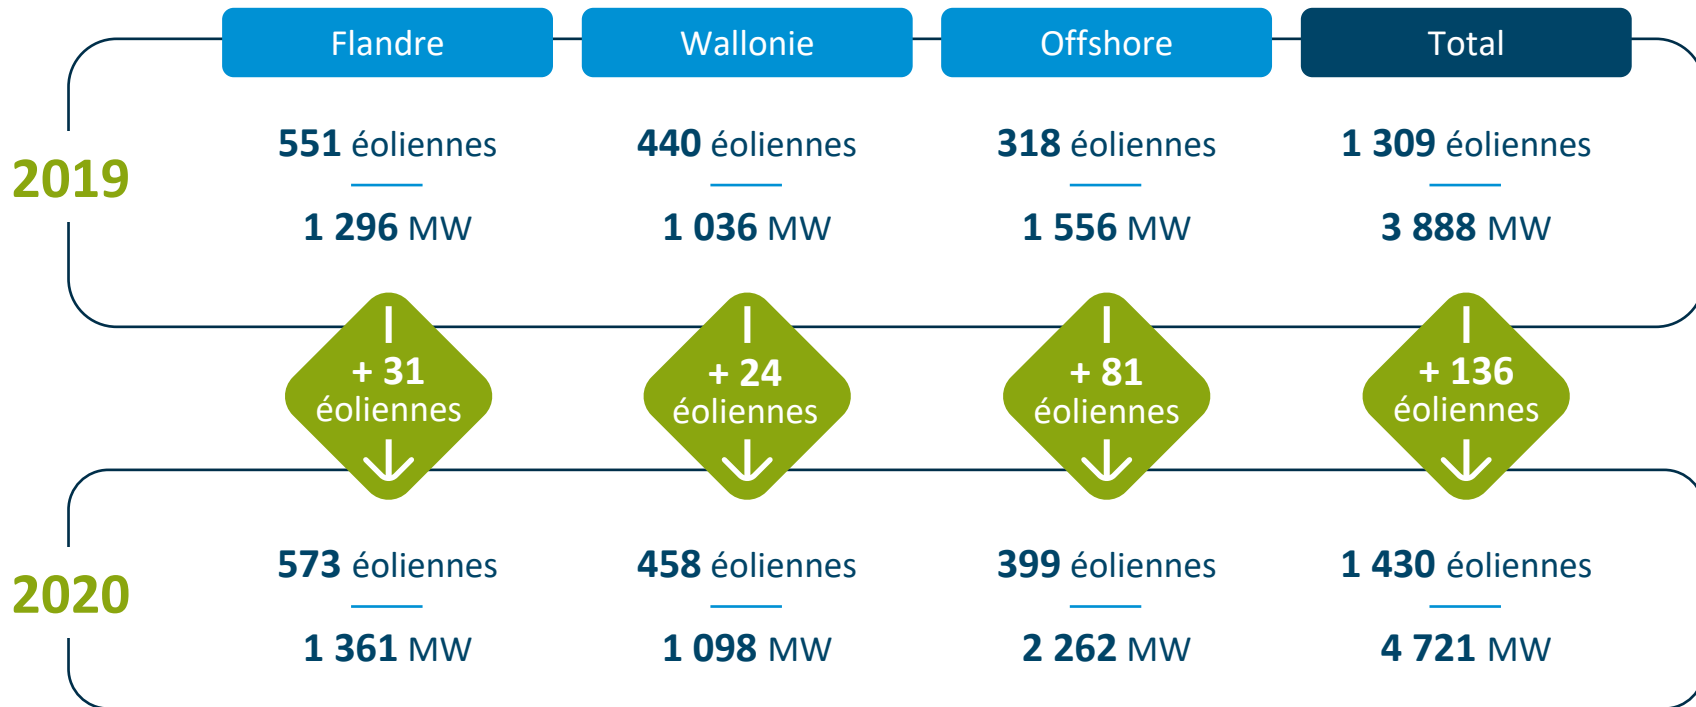 Flandre
Wallonie
Offshore
Total
2019
551 éoliennes
1 296 MW
440 éoliennes
1 036 MW
318 éoliennes
1 556 MW
1 309 éoliennes
3 888 MW
+ 31
éoliennes
+ 24
éoliennes
+ 81
éoliennes
+ 136
éoliennes
2020
573 éoliennes
1 361 MW
458 éoliennes
1 098 MW
399 éoliennes
2 262 MW
1 430 éoliennes
4 721 MW